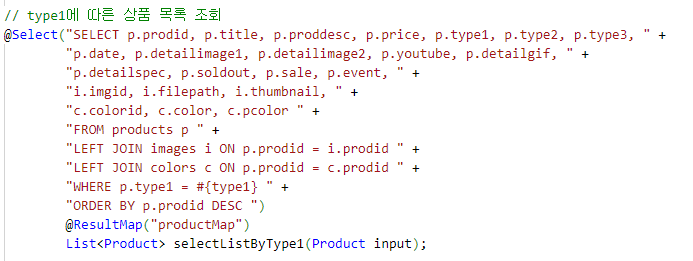 // type1에 따른 상품 목록 조회
@Select("SELECT p.prodid, p.title, p.proddesc, p.price, p.type1, p.type2, p.type3, " +
"p.date, p.detailimage1, p.detailimage2, p.youtube, p.detailgif, " +
"p.detailspec, p.soldout, p.sale, p.event, " +
"i.imgid, i.filepath, i.thumbnail, " +
"c.colorid, c.color, c.pcolor " +
"FROM products p " +
"LEFT JOIN images i ON p.prodid = i.prodid " +
"LEFT JOIN colors c ON p.prodid = c.prodid " +
"WHERE p.type1 = #{type1} " +
"ORDER BY p.prodid DESC ")
@ResultMap("productMap")
List<Product> selectListByType1(Product input);